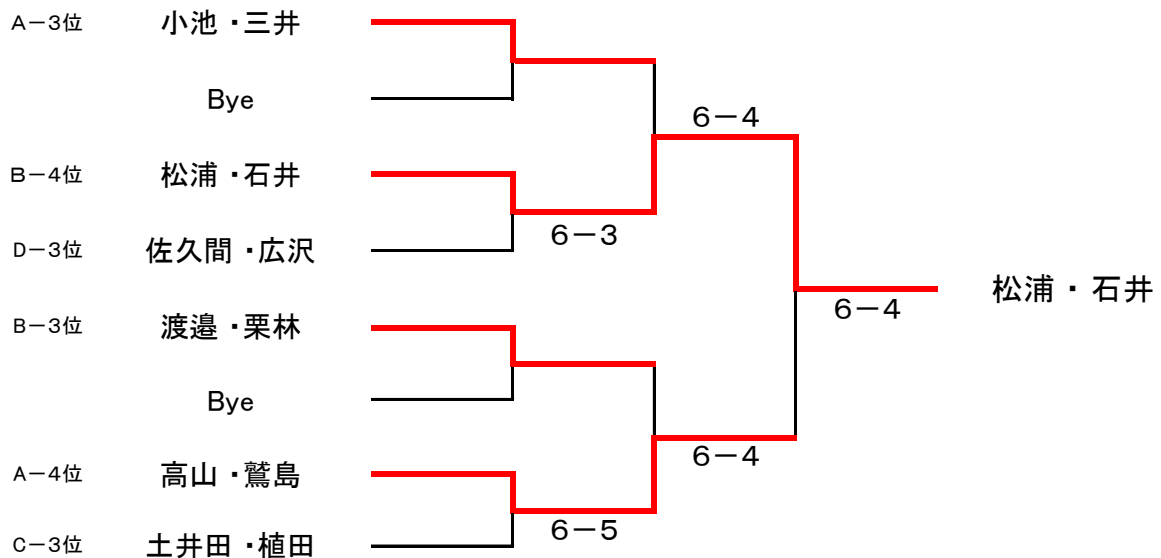 A－3位 小池・三井
Bye
6－4
B－4位 松浦・石井
6－3
D－3位 佐久間・広沢
松浦・石井
6－4
B－3位 渡邉・栗林
Bye
6－4
A－4位 高山・鷲島
6－5
C－3位 土井田・植田